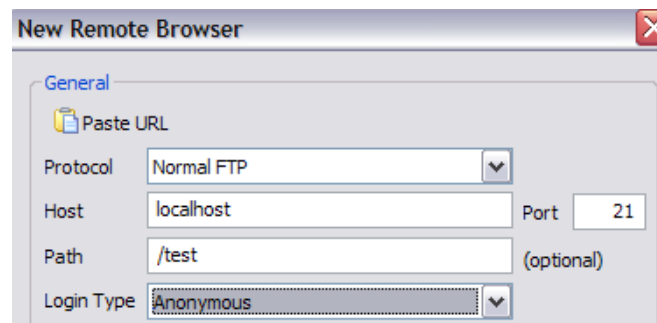 New Remote Browser
General
Paste URL
Protocol Normal FTP
Host localhost Port 21
Path /test (optional)
Login Type Anonymous